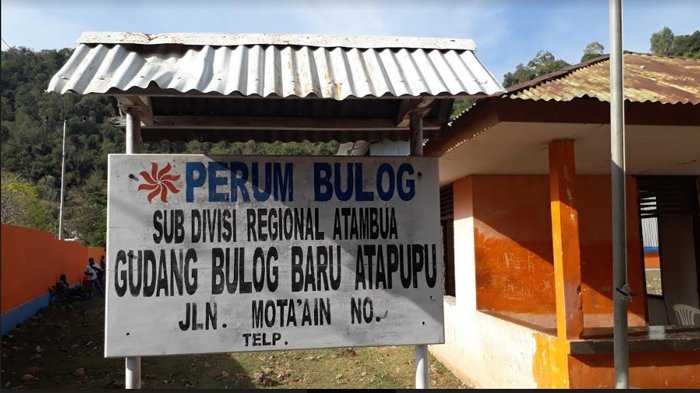 PERUM BULOG
SUB DIVISI REGIONAL ATAMBUA
GUDANG BULOG BARU ATAPUPU
JLN. MOTA'AIN NO.
TELP.